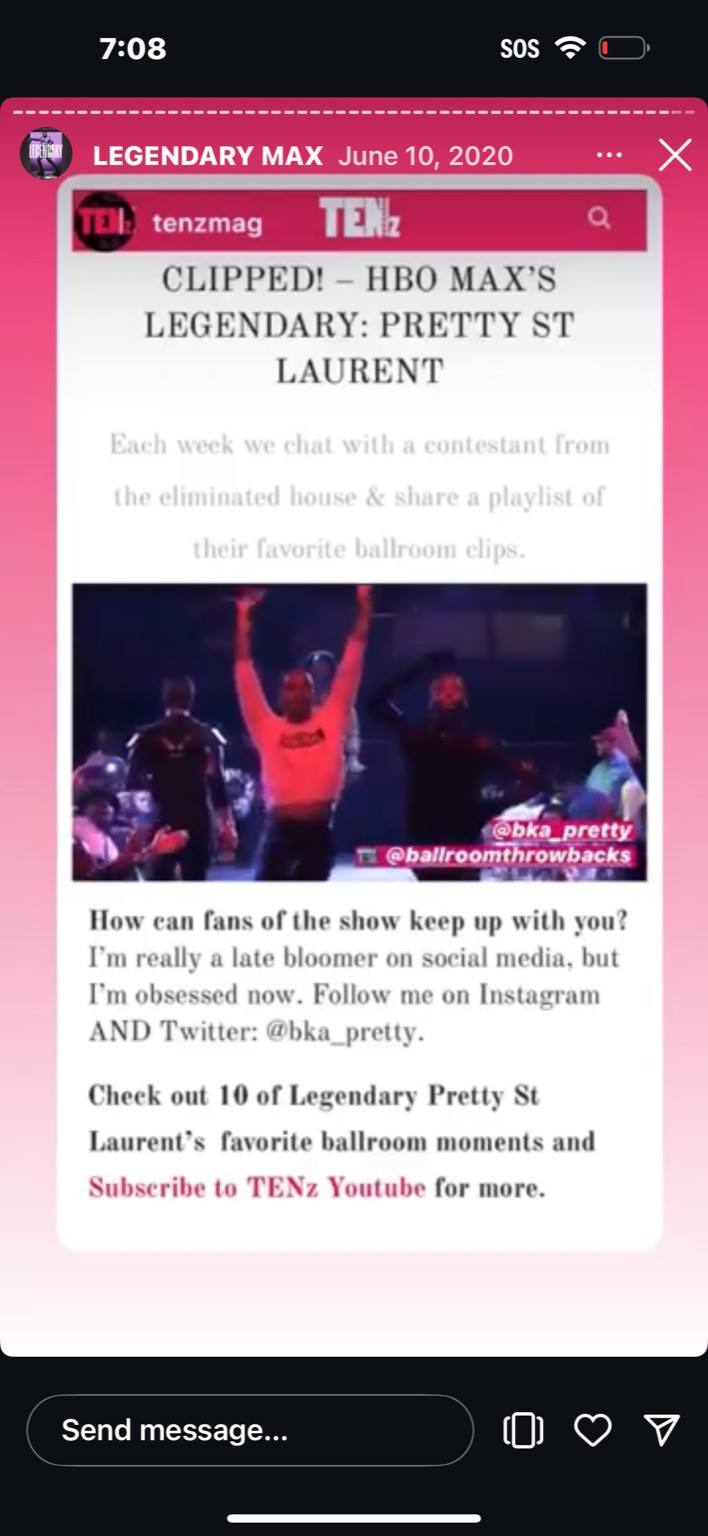 7:08
SOS
LEGENDARY
LEGENDARY MAX June 10, 2020
TENz tenzmag TENz
CLIPPED! – HBO MAX’S
LEGENDARY: PRETTY ST
LAURENT
Each week we chat with a contestant from
the eliminated house & share a playlist of
their favorite ballroom clips.
@bka_pretty
@ballroomthrowbacks
How can fans of the show keep up with you?
I’m really a late bloomer on social media, but
I’m obsessed now. Follow me on Instagram
AND Twitter: @bka_pretty.
Check out 10 of Legendary Pretty St
Laurent’s favorite ballroom moments and
Subscribe to TENz Youtube for more.
Send message...